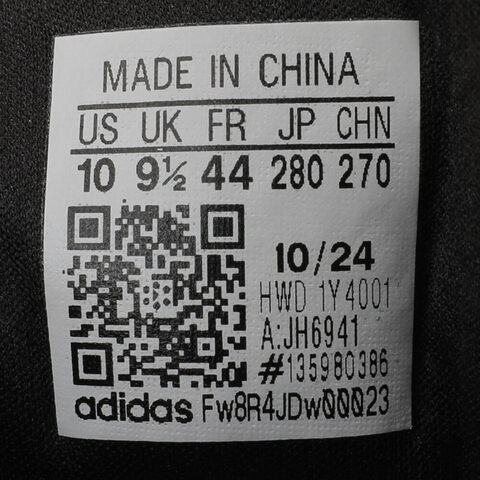 MADE IN CHINA
US UK FR JP CHN
10 9½ 44 280 270
10/24
HWD 1Y4001
A:JH6941
#135980386
adidas Fw8R4JDw00023